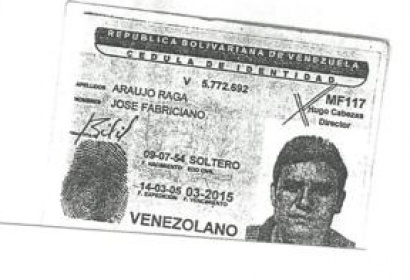 REPUBLICA BOLIVARIANA DE VENEZUELA
CEDULA DE IDENTIDAD
V 5.772.692
APELLIDOS ARAUJO RAGA
NOMBRES JOSE FABRICIANO
MF117
Hugo Cabezas
Director
09-07-54 SOLTERO
F. NACIMIENTO EDO CIVIL
14-03-05 03-2015
F. EXPEDICION F. VENCIMIENTO
VENEZOLANO